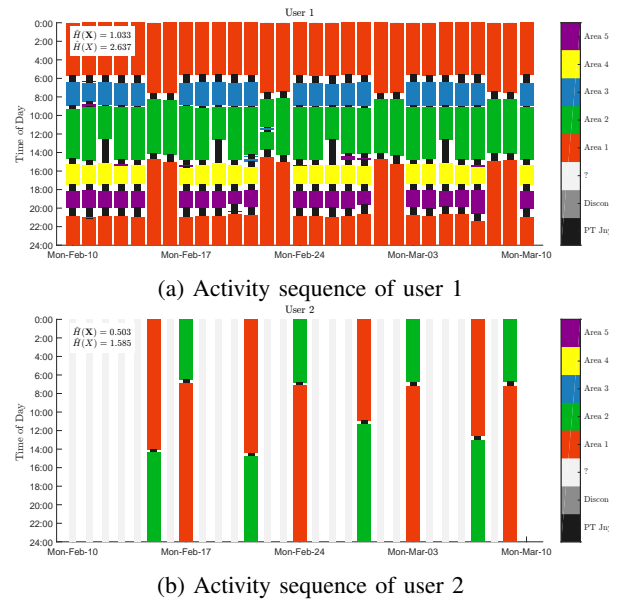 User 1
Ĥ(X) = 1.033
Ĥ(X) = 2.637
Time of Day
0:00
2:00
4:00
6:00
8:00
10:00
12:00
14:00
16:00
18:00
20:00
22:00
24:00
Mon-Feb-10 Mon-Feb-17 Mon-Feb-24 Mon-Mar-03 Mon-Mar-10
Area 5
Area 4
Area 3
Area 2
Area 1
?
Discon
PT Jny
(a) Activity sequence of user 1
User 2
Ĥ(X) = 0.503
Ĥ(X) = 1.585
Time of Day
0:00
2:00
4:00
6:00
8:00
10:00
12:00
14:00
16:00
18:00
20:00
22:00
24:00
Mon-Feb-10 Mon-Feb-17 Mon-Feb-24 Mon-Mar-03 Mon-Mar-10
Area 5
Area 4
Area 3
Area 2
Area 1
?
Discon
PT Jny
(b) Activity sequence of user 2